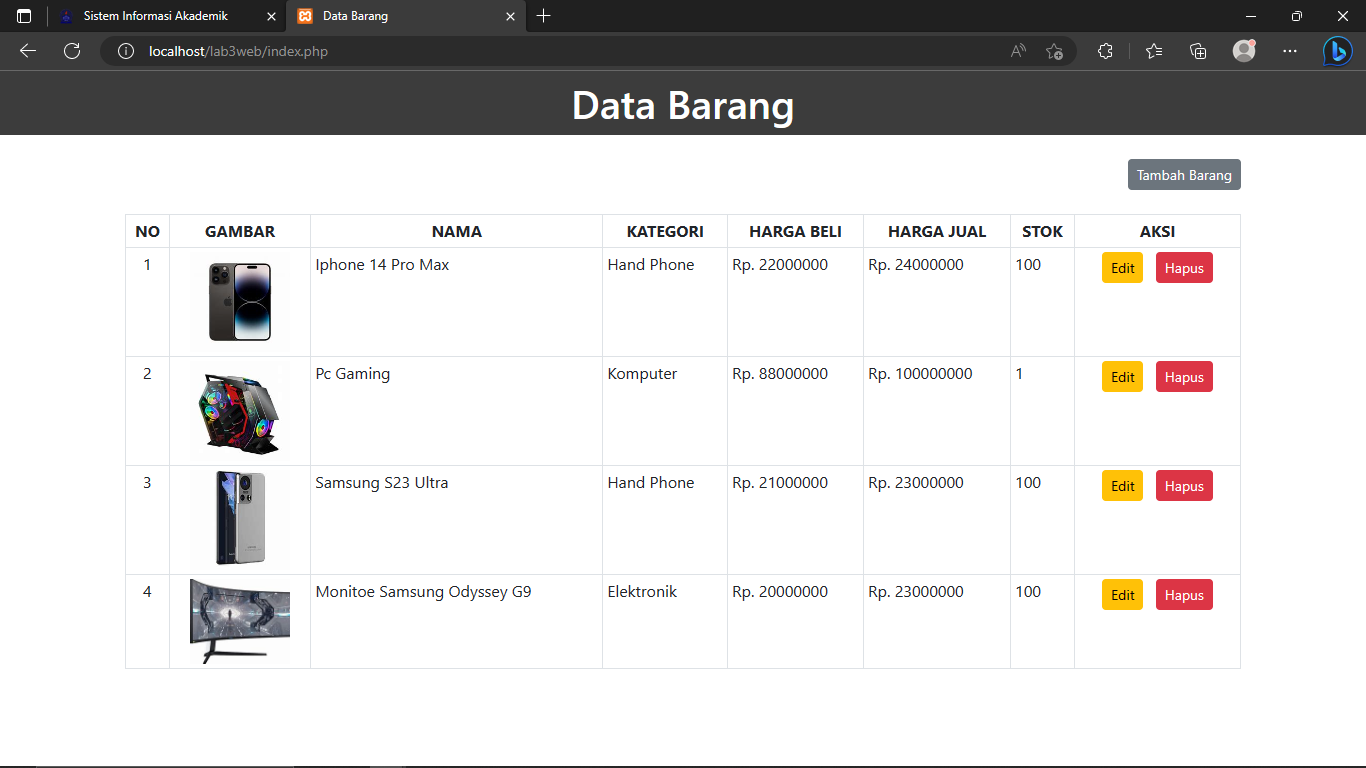 Sistem Informasi Akademik
Data Barang
localhost/lab3web/index.php
Data Barang
Tambah Barang
NO GAMBAR NAMA KATEGORI HARGA BELI HARGA JUAL STOK AKSI
1 Iphone 14 Pro Max Hand Phone Rp. 22000000 Rp. 24000000 100 Edit Hapus
2 Pc Gaming Komputer Rp. 88000000 Rp. 100000000 1 Edit Hapus
3 Samsung S23 Ultra Hand Phone Rp. 21000000 Rp. 23000000 100 Edit Hapus
4 Monitoe Samsung Odyssey G9 Elektronik Rp. 20000000 Rp. 23000000 100 Edit Hapus